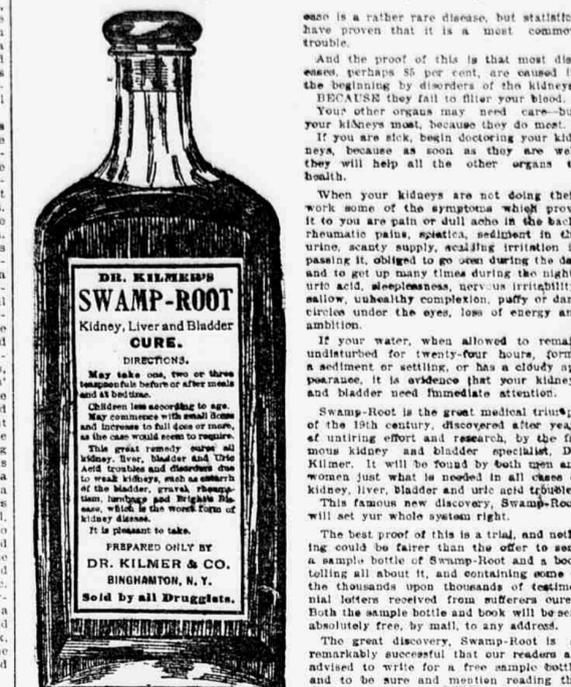 DR. KILMER'S
SWAMP-ROOT
Kidney, Liver and Bladder
CURE.
DIRECTIONS.
May take one, two or three
teaspoonfuls before or after meals
and at bedtime.
Children less according to age.
May commence with small doses
and increase to full dose or more,
as the case would seem to require.
This great remedy cures all
kidney, liver, bladder and Uric
Acid troubles and disorders due
to weak kidneys, such as catarrh
of the bladder, gravel, rheuma-
tism, lumbago and Bright's Dis-
ease, which is the worst form of
kidney disease.
It is pleasant to take.
PREPARED ONLY BY
DR. KILMER & CO.
BINGHAMTON, N. Y.
Sold by all Druggists.
ease is a rather rare disease, but statistic
have proven that it is a most commo
trouble.
And the proof of this is that most dis
eases, perhaps 85 per cent, are caused i
the beginning by disorders of the kidneys
BECAUSE they fail to filter your blood.
Your other organs may need care—bu
your kidneys most, because they do most.
If you are sick, begin doctoring your kid
neys, because as soon as they are wel
they will help all the other organs t
health.
When your kidneys are not doing thei
work some of the symptoms which prov
it to you are pain or dull ache in the back
rheumatic pains, sciatica, sediment in th
urine, scanty supply, scalding irritation i
passing it, obliged to go often during the da
and to get up many times during the night
uric acid, sleeplessness, nervous irritability
sallow, unhealthy complexion, puffy or dar
circles under the eyes, loss of energy an
ambition.
If your water, when allowed to remai
undisturbed for twenty-four hours, form
a sediment or settling, or has a cloudy ap
pearance, it is evidence that your kidney
and bladder need immediate attention.
Swamp-Root is the great medical triump
of the 19th century, discovered after year
of untiring effort and research, by the fa
mous kidney and bladder specialist, D
Kilmer. It will be found by both men an
women just what is needed in all cases o
kidney, liver, bladder and uric acid trouble
This famous new discovery, Swamp-Roo
will set yur whole system right.
The best proof of this is a trial, and noth
ing could be fairer than the offer to sen
a sample bottle of Swamp-Root and a boo
telling all about it, and containing some o
the thousands upon thousands of testimo
nial letters received from sufferers cure
Both the sample bottle and book will be se
absolutely free, by mail, to any address.
The great discovery, Swamp-Root is
remarkably successful that our readers a
advised to write for a free sample bottl
and to be sure and mention reading th